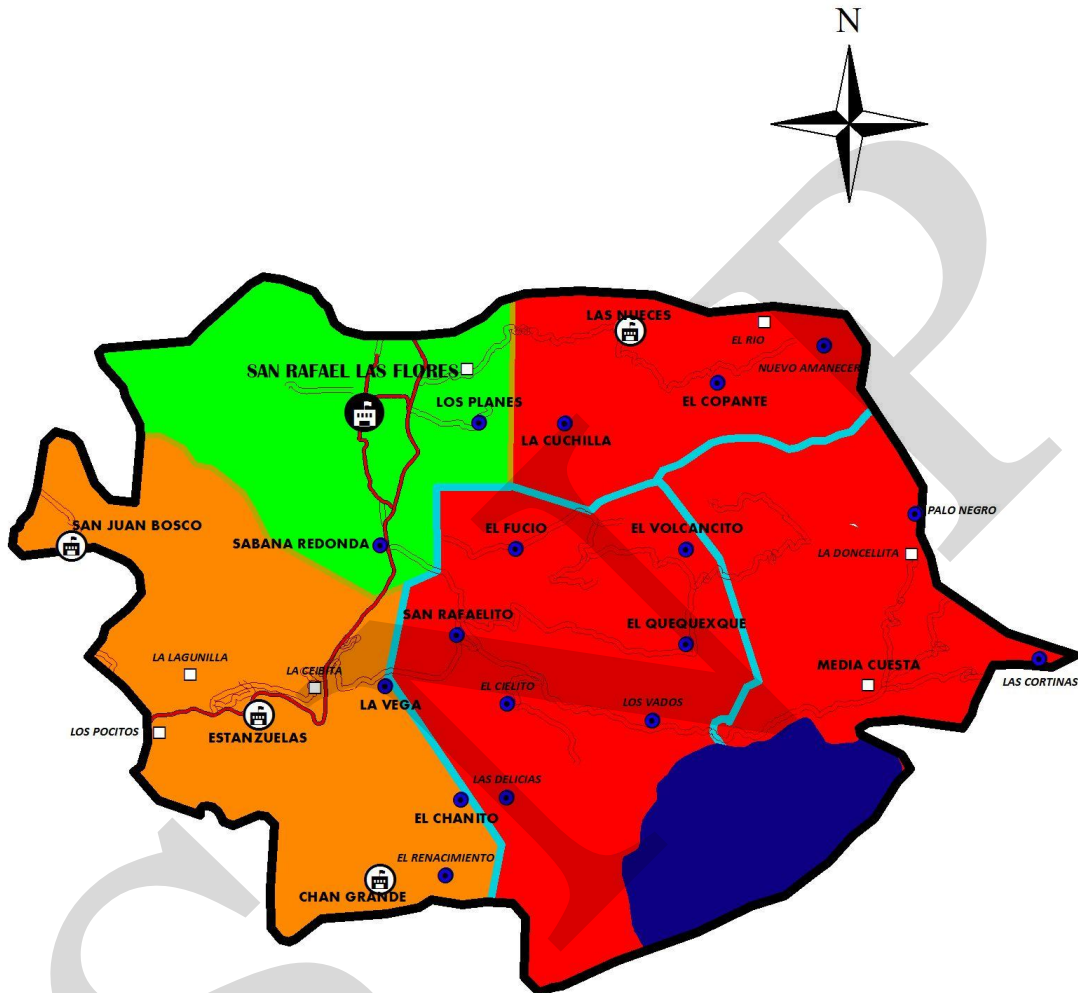 N
LAS NUECES
EL RIO
NUEVO AMANECER
SAN RAFAEL LAS FLORES
EL COPANTE
LOS PLANES
LA CUCHILLA
PALO NEGRO
SAN JUAN BOSCO
EL FUCIO
EL VOLCANCITO
SABANA REDONDA
LA DONCELLITA
SAN RAFAELITO
EL QUEQUEXQUE
LA LAGUNILLA
LA CEIBITA
MEDIA CUESTA
LAS CORTINAS
EL CIELITO
LA VEGA
LOS VADOS
LOS POCITOS
ESTANZUELAS
LAS DELICIAS
EL CHANITO
EL RENACIMIENTO
CHAN GRANDE